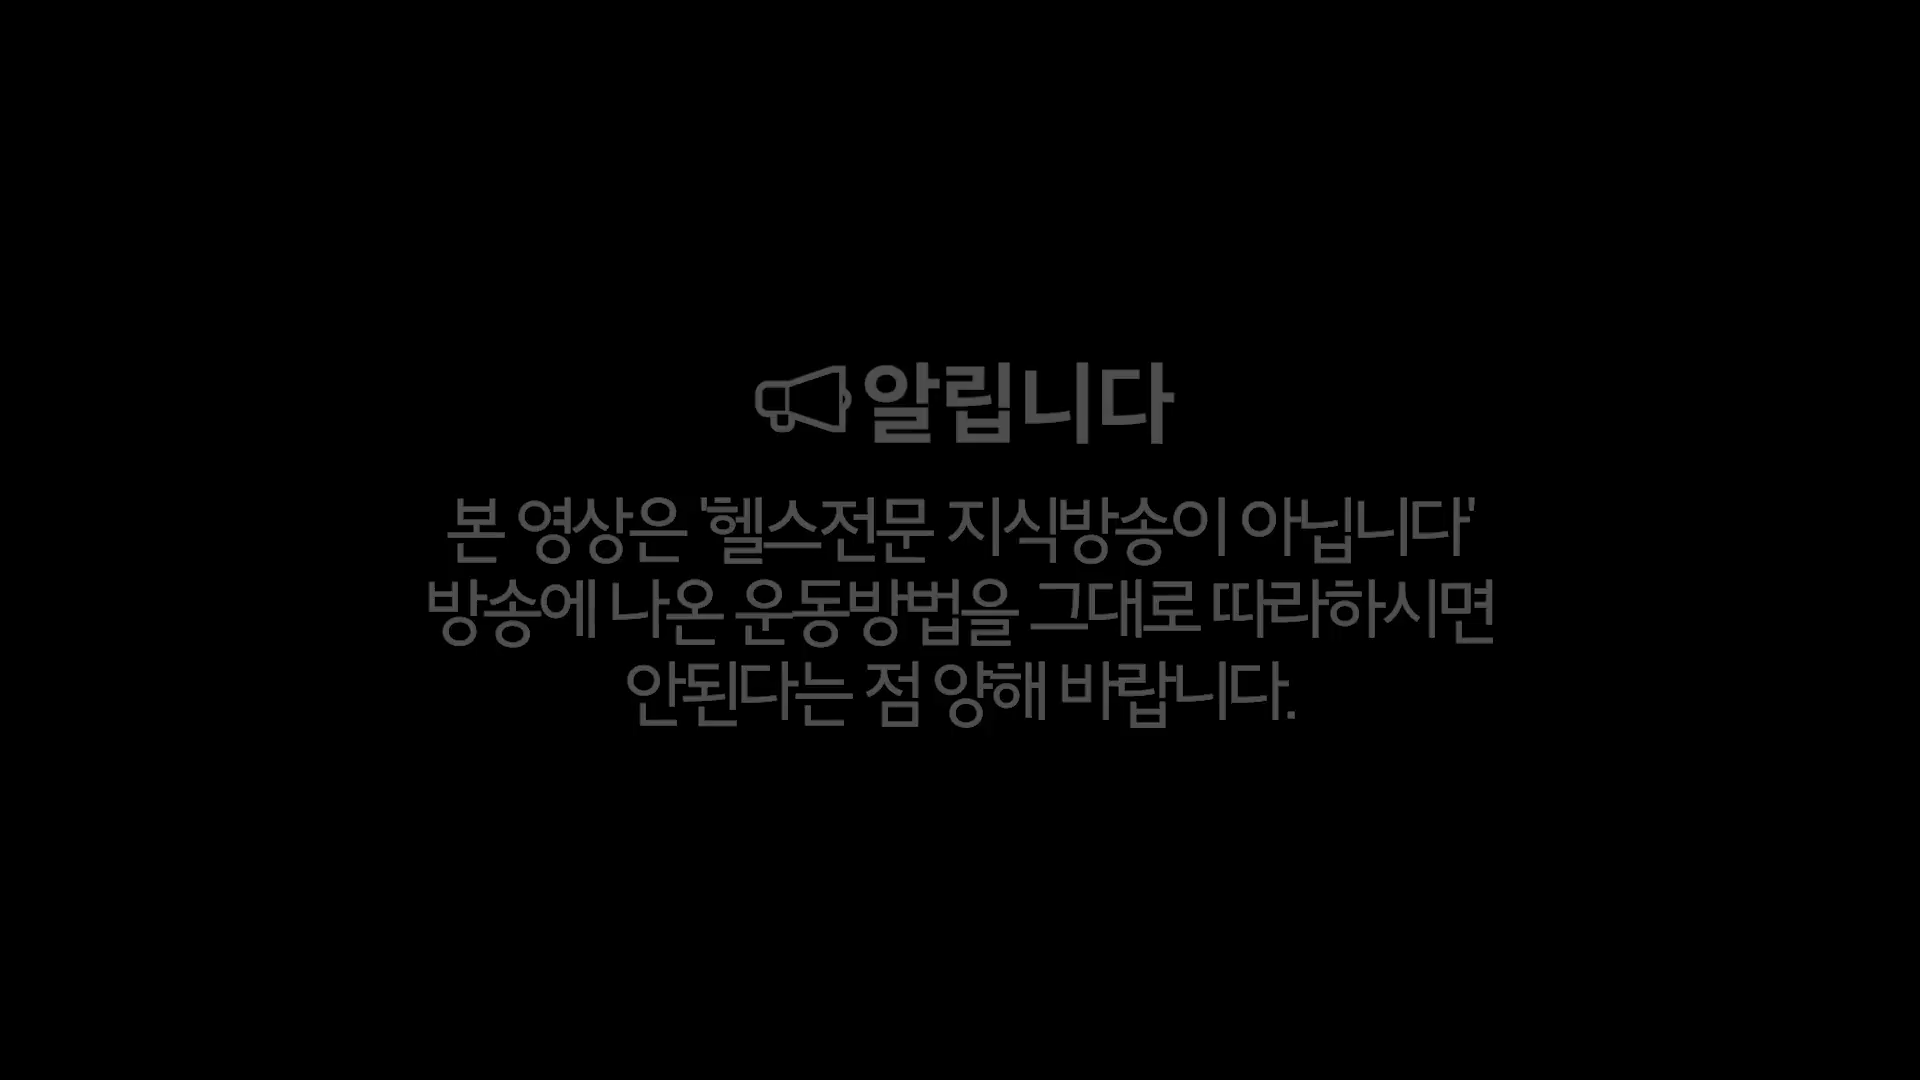 알립니다
본 영상은 '헬스전문 지식방송이 아닙니다'
방송에 나온 운동방법을 그대로 따라하시면
안된다는 점 양해 바랍니다.